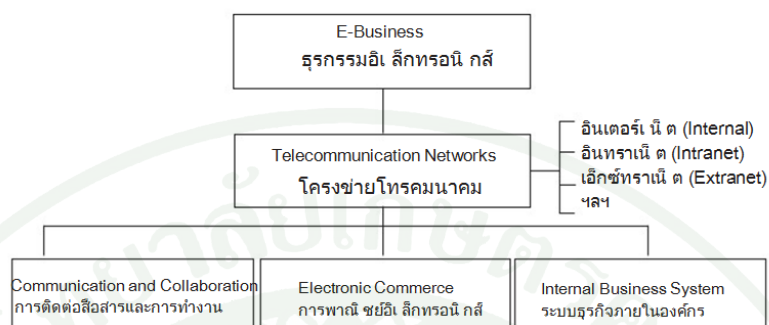 E-Business
ธุรกรรมอิเ ล็กทรอนิ กส์
Telecommunication Networks
โครงข่ายโทรคมนาคม
อินเตอร์เ น็ ต (Internal)
อินทราเน็ ต (Intranet)
เอ็กซ์ทราเน็ ต (Extranet)
ฯลฯ
Communication and Collaboration
การติดต่อสือสารและการทำงาน
Electronic Commerce
การพาณิ ชย์อิเ ล็กทรอนิ กส์
Internal Business System
ระบบธุรกิจภายในองค์กร